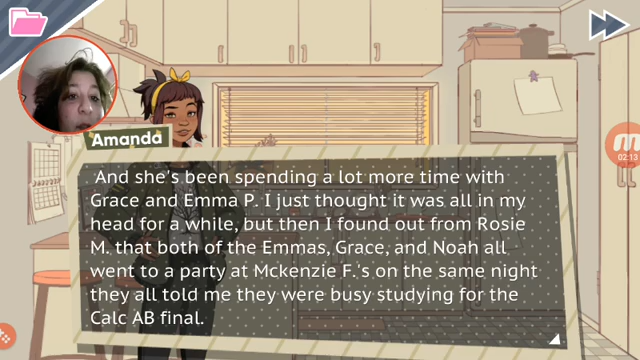 Amanda
And she's been spending a lot more time with
Grace and Emma P. I just thought it was all in my
head for a while, but then I found out from Rosie
M. that both of the Emmas, Grace, and Noah all
went to a party at Mckenzie F.'s on the same night
they all told me they were busy studying for the
Calc AB final.
02:13